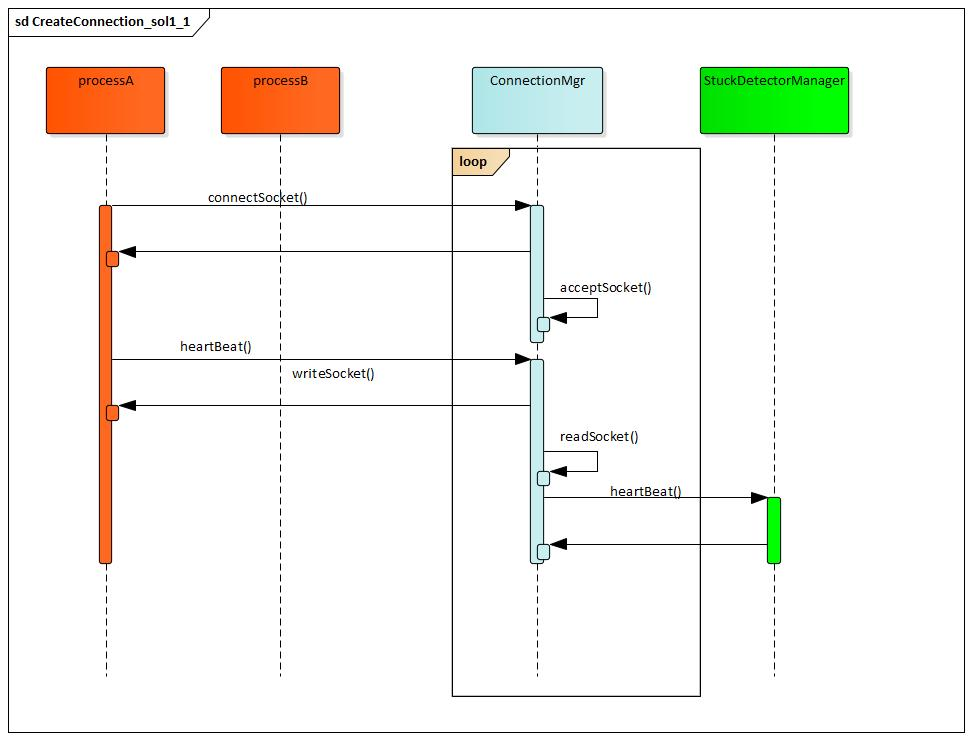 sd CreateConnection_sol1_1
processA
processB
ConnectionMgr
StuckDetectorManager
loop
connectSocket()
acceptSocket()
heartBeat()
writeSocket()
readSocket()
heartBeat()